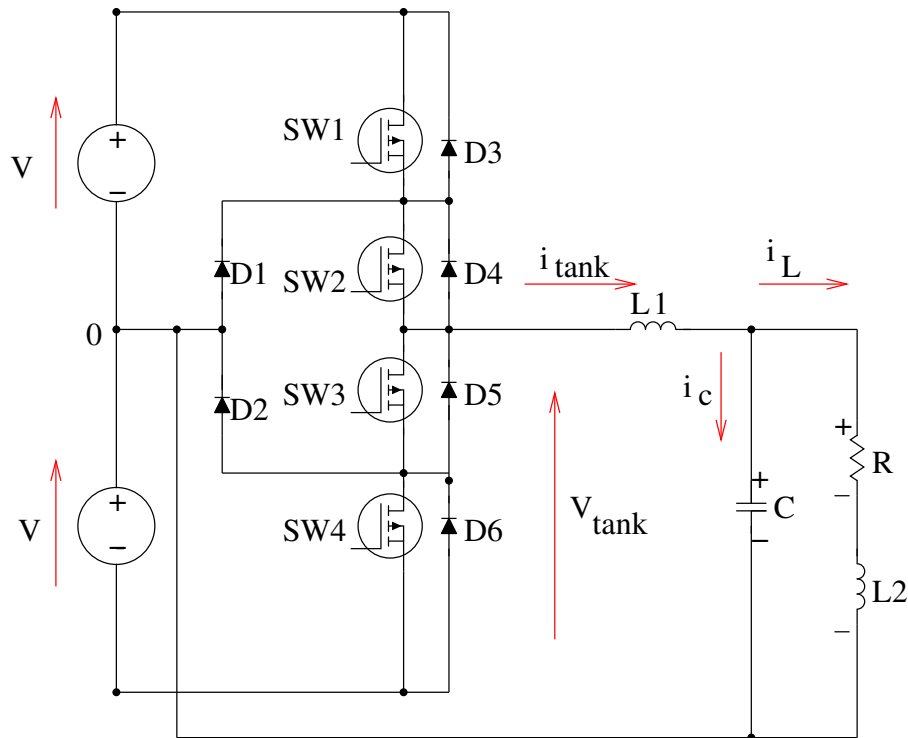 SW1
+
V
D3
−
SW2
D1
D4
i tank
i L
L1
0
SW3
D2
D5
i c
+
R
+
+
−
V
−
SW4
D6
V tank
C
−
L2
−